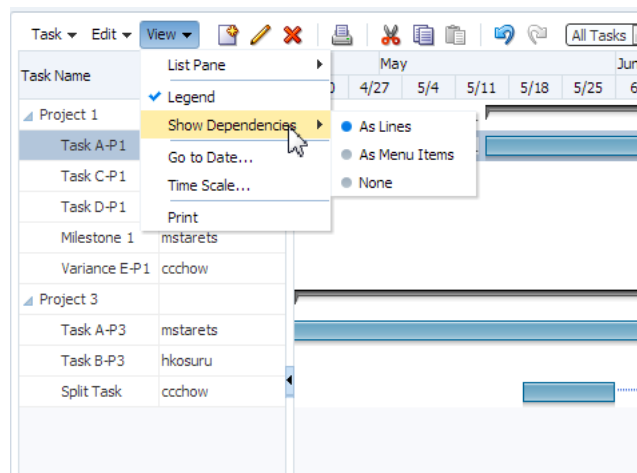 Task Edit View All Tasks
Task Name
May Jun
4/27 5/4 5/11 5/18 5/25 6
List Pane
Legend
Show Dependencies
Go to Date...
Time Scale...
Print
As Lines
As Menu Items
None
Project 1
Task A-P1
Task C-P1
Task D-P1
Milestone 1 mstarets
Variance E-P1 ccchow
Project 3
Task A-P3 mstarets
Task B-P3 hkosuru
Split Task ccchow